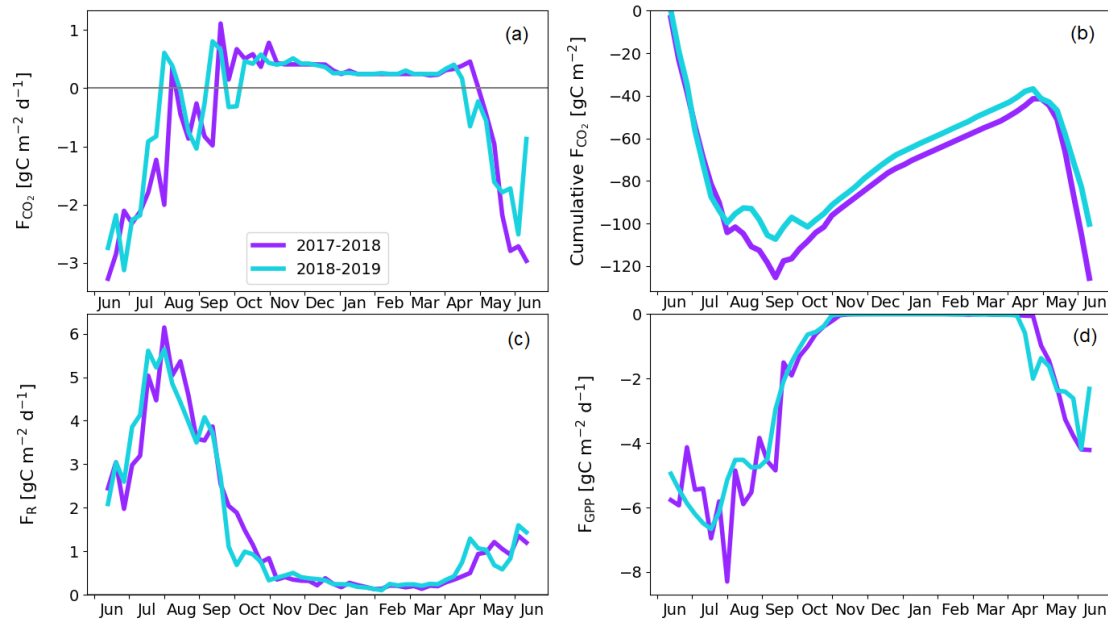 F_CO₂ [gC m⁻² d⁻¹]
1
0
−1
−2
−3
(a)
2017-2018
2018-2019
Jun Jul Aug Sep Oct Nov Dec Jan Feb Mar Apr May Jun
Cumulative F_CO₂ [gC m⁻²]
0
−20
−40
−60
−80
−100
−120
(b)
Jun Jul Aug Sep Oct Nov Dec Jan Feb Mar Apr May Jun
F_R [gC m⁻² d⁻¹]
6
5
4
3
2
1
0
(c)
Jun Jul Aug Sep Oct Nov Dec Jan Feb Mar Apr May Jun
F_GPP [gC m⁻² d⁻¹]
0
−2
−4
−6
−8
(d)
Jun Jul Aug Sep Oct Nov Dec Jan Feb Mar Apr May Jun